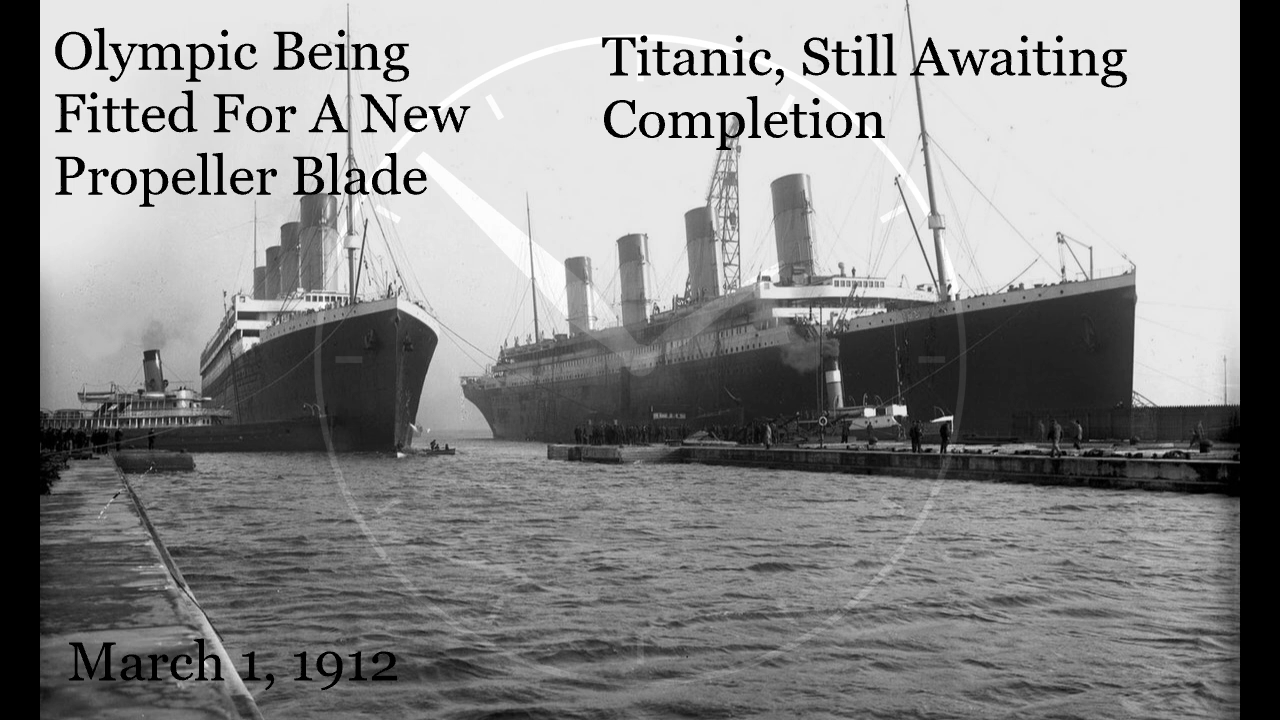 Olympic Being
Fitted For A New
Propeller Blade
Titanic, Still Awaiting
Completion
March 1, 1912